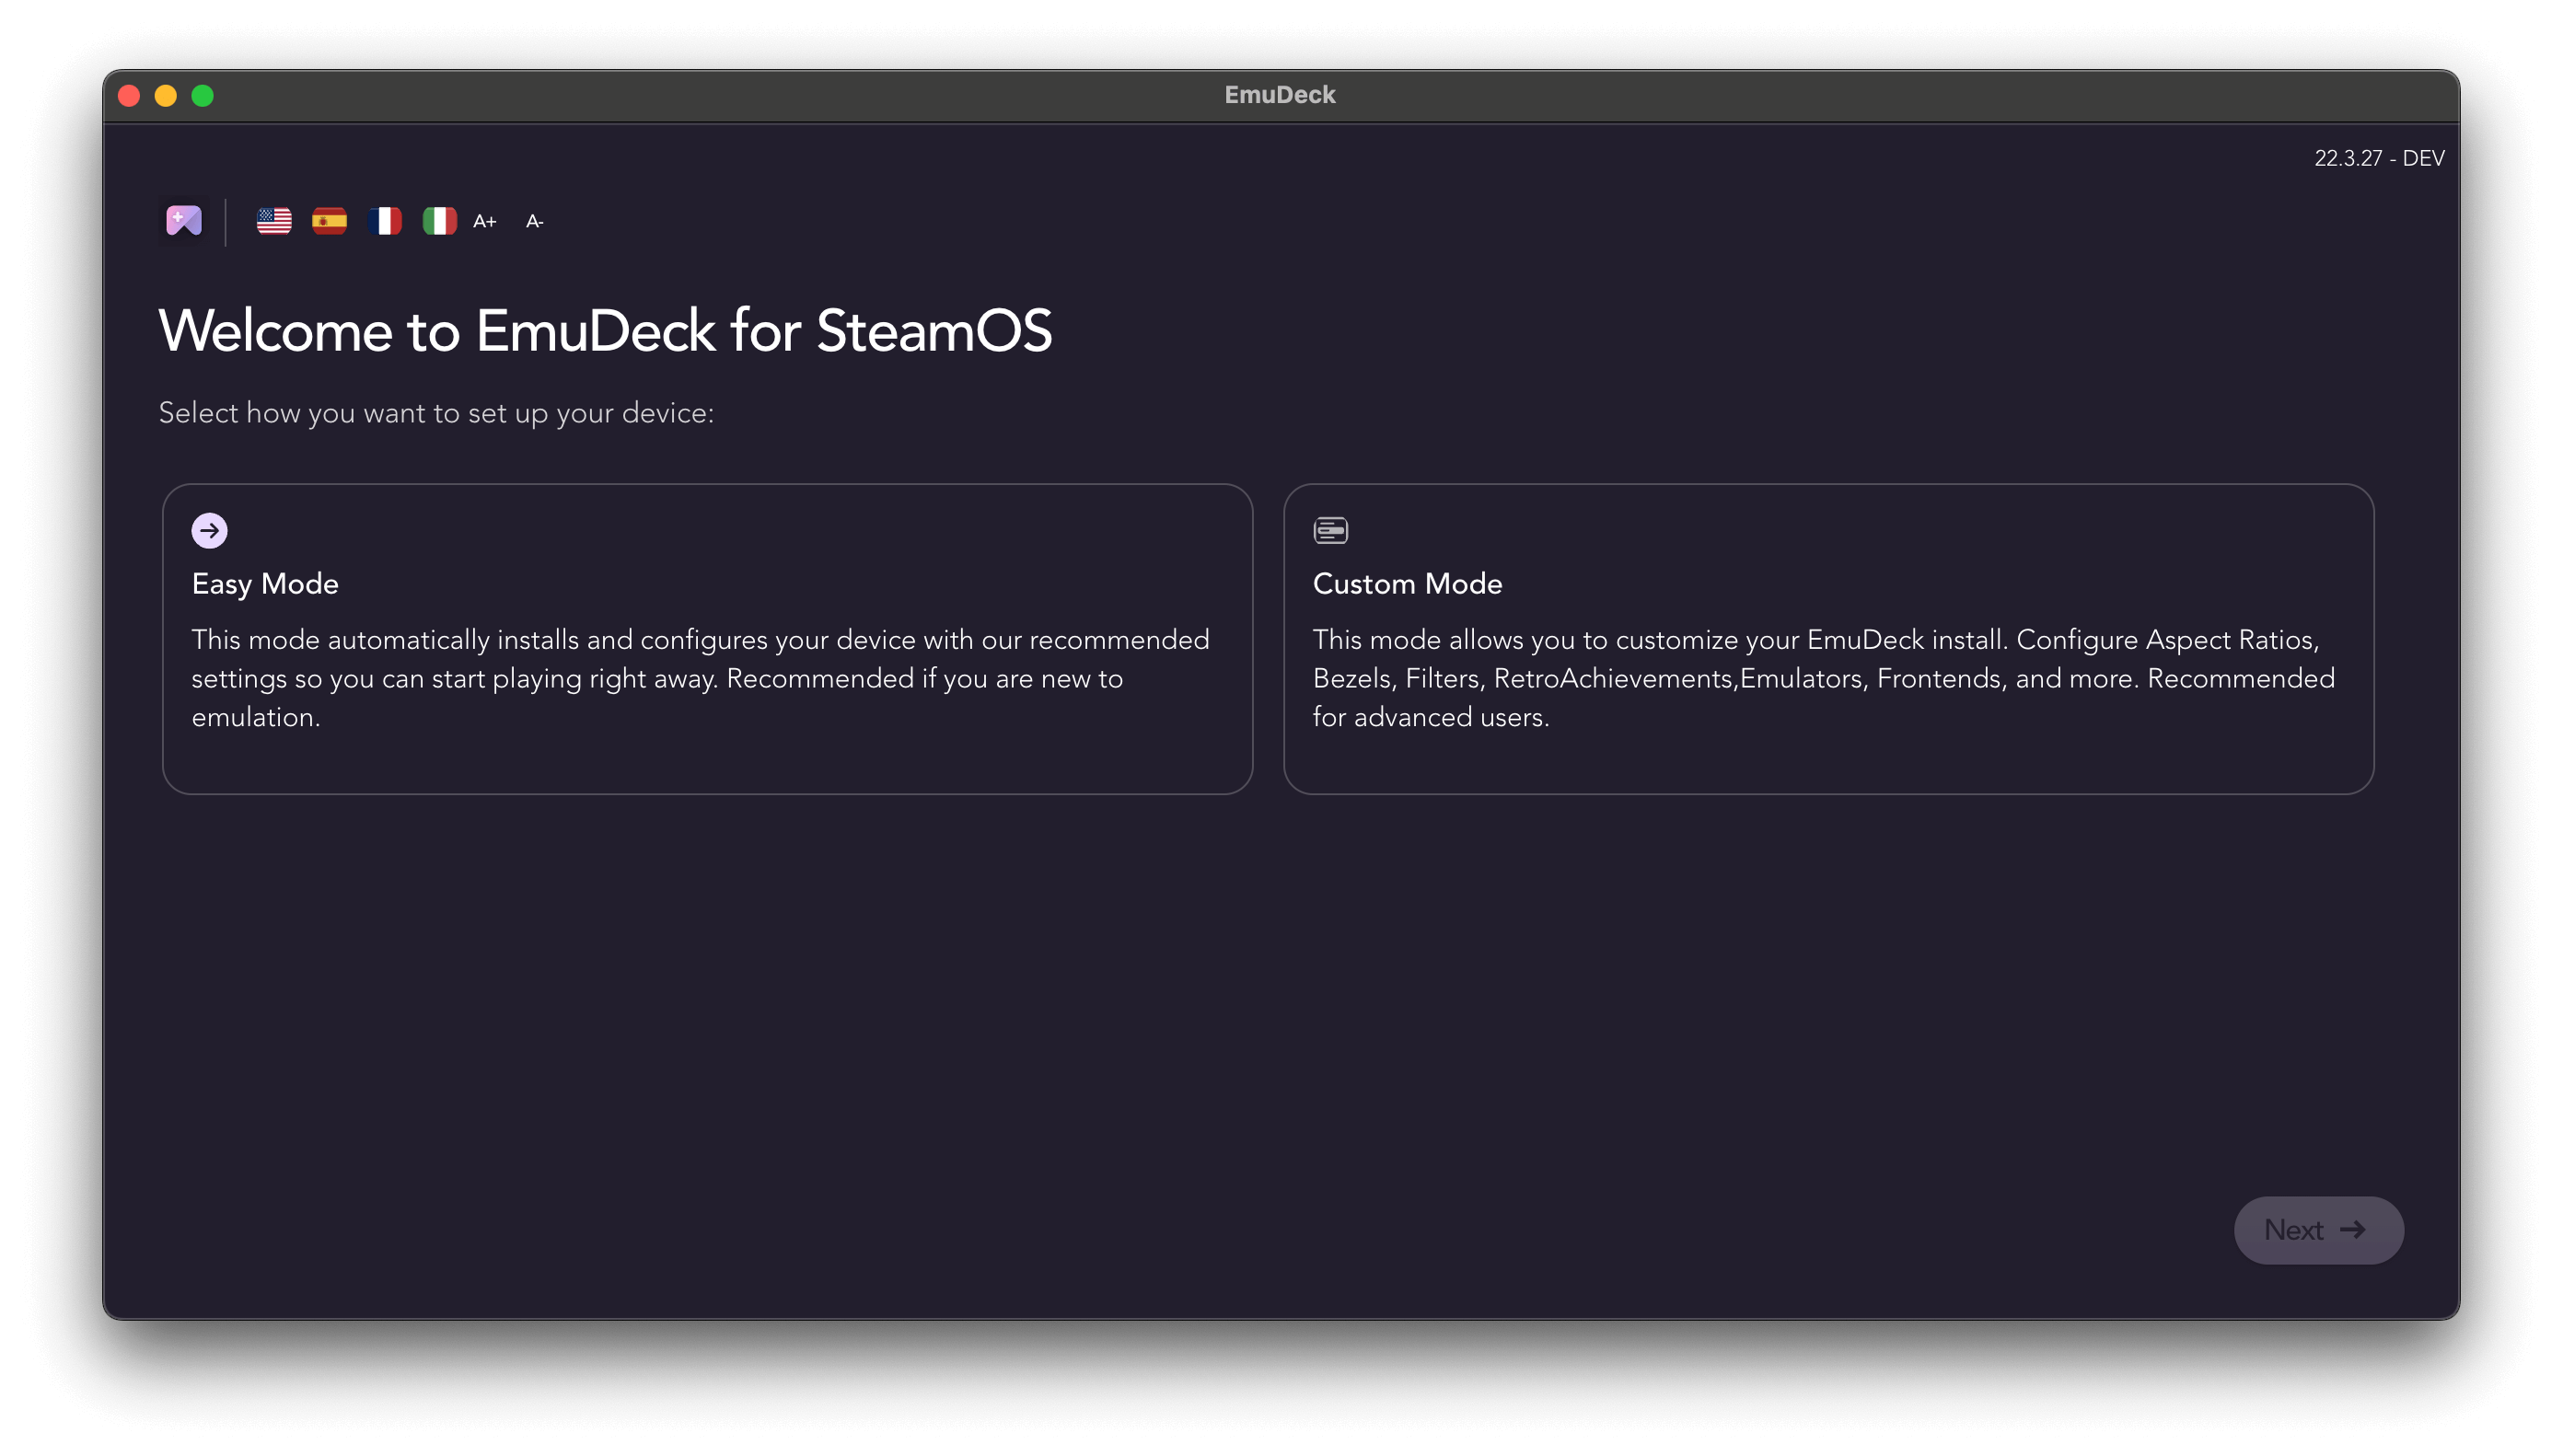 EmuDeck
22.3.27 - DEV
A+ A-
Welcome to EmuDeck for SteamOS
Select how you want to set up your device:
Easy Mode
This mode automatically installs and configures your device with our recommended
settings so you can start playing right away. Recommended if you are new to
emulation.
Custom Mode
This mode allows you to customize your EmuDeck install. Configure Aspect Ratios,
Bezels, Filters, RetroAchievements,Emulators, Frontends, and more. Recommended
for advanced users.
Next